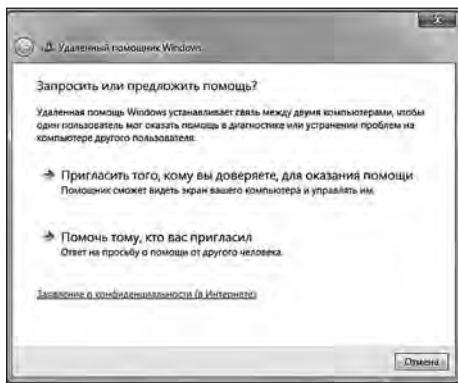 Удаленный помощник Windows
Запросить или предложить помощь?
Удаленная помощь Windows устанавливает связь между двумя компьютерами, чтобы
один пользователь мог оказать помощь в диагностике или устранении проблем на
компьютере другого пользователя.
Пригласить того, кому вы доверяете, для оказания помощи
Помощник сможет видеть экран вашего компьютера и управлять им.
Помочь тому, кто вас пригласил
Ответ на просьбу о помощи от другого человека.
Заявление о конфиденциальности (в Интернете)
Отмена